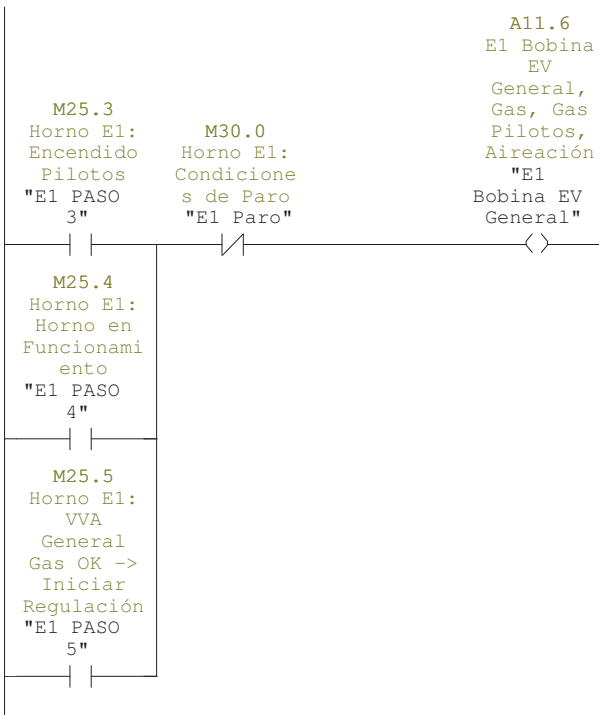 M25.3
Horno E1:
Encendido
Pilotos
"E1 PASO
3"
M30.0
Horno E1:
Condicione
s de Paro
"E1 Paro"
A11.6
E1 Bobina
EV
General,
Gas, Gas
Pilotos,
Aireación
"E1
Bobina EV
General"
M25.4
Horno E1:
Horno en
Funcionami
ento
"E1 PASO
4"
M25.5
Horno E1:
VVA
General
Gas OK ->
Iniciar
Regulación
"E1 PASO
5"